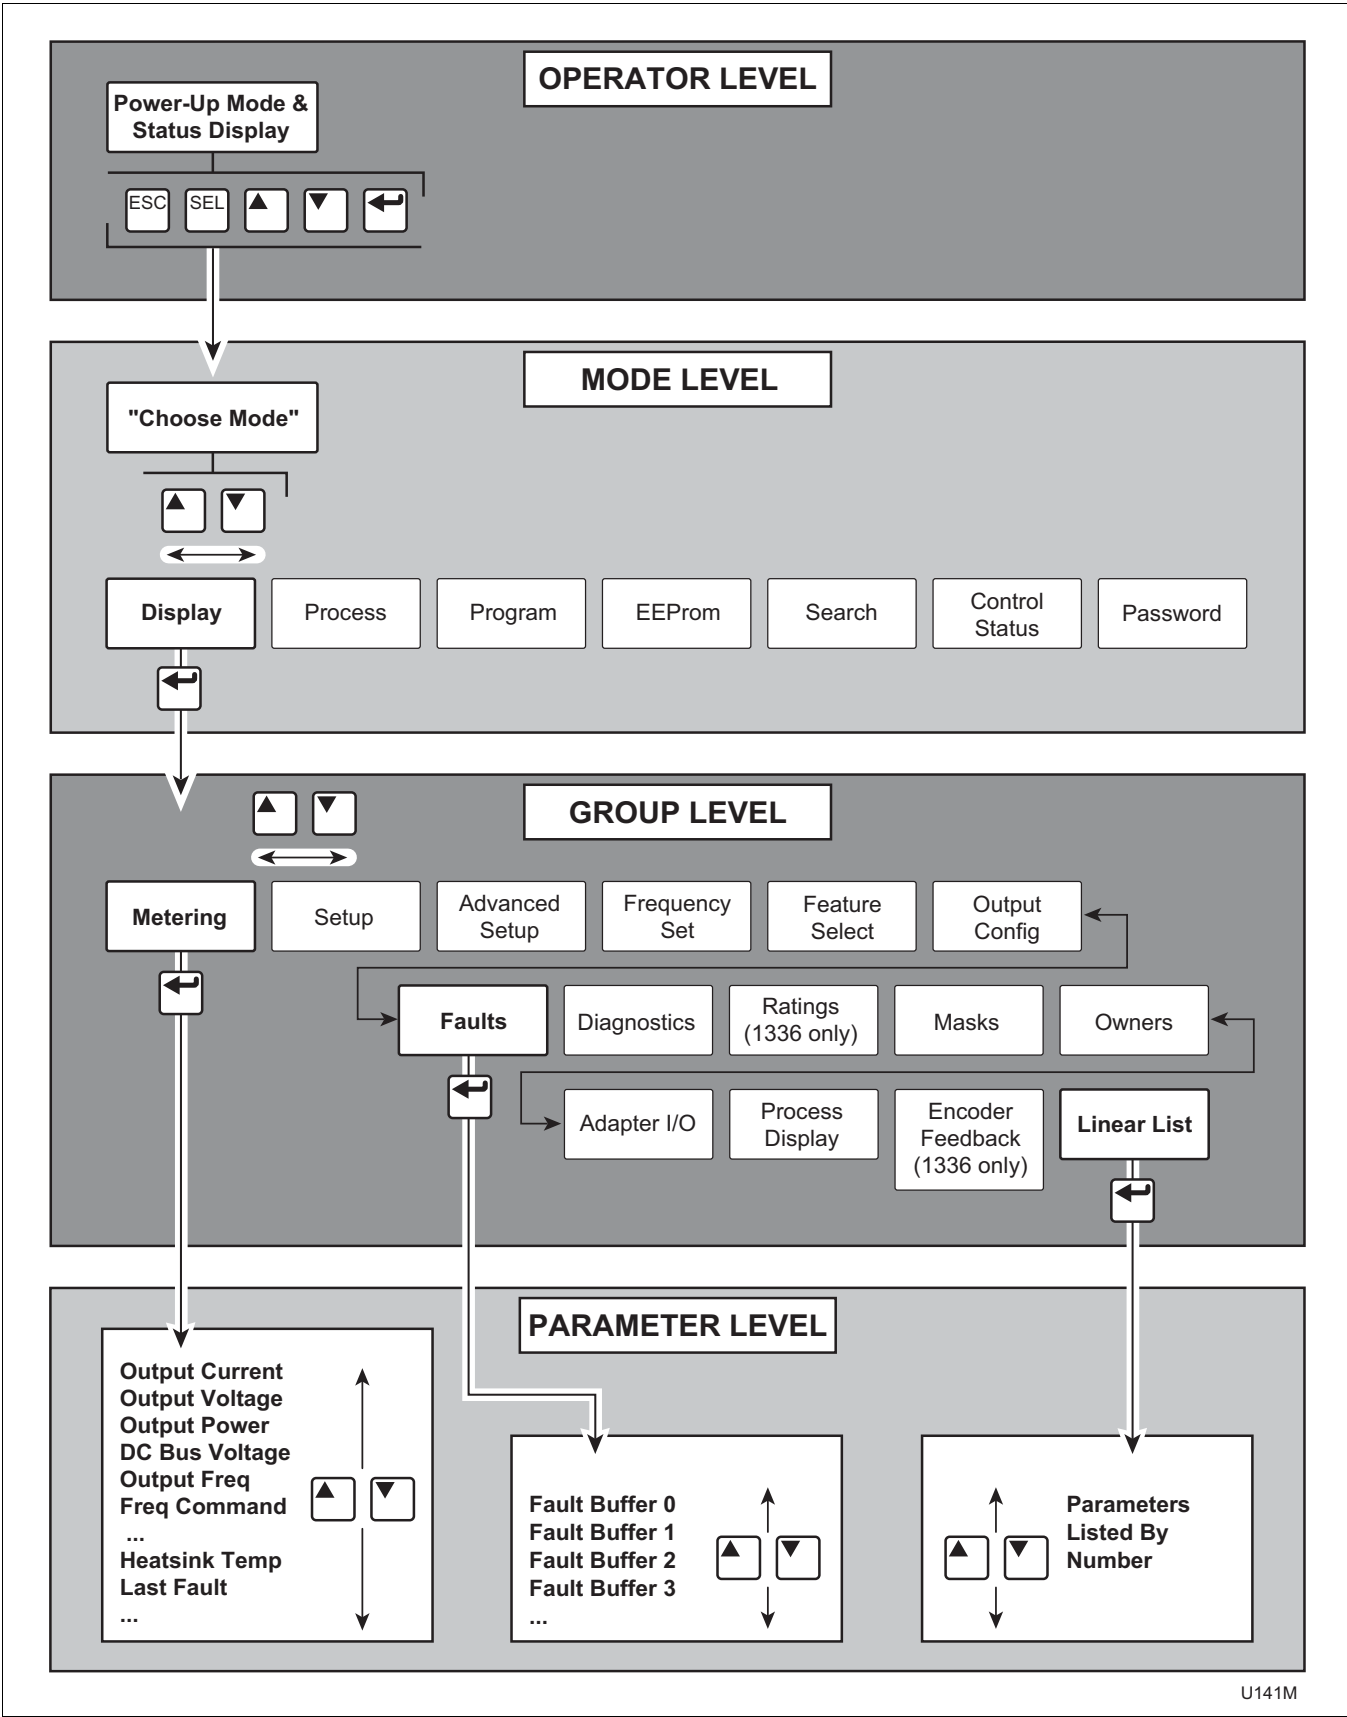 OPERATOR LEVEL
Power-Up Mode &
Status Display
ESC SEL
MODE LEVEL
"Choose Mode"
Display
Process
Program
EEProm
Search
Control
Status
Password
GROUP LEVEL
Metering
Setup
Advanced
Setup
Frequency
Set
Feature
Select
Output
Config
Faults
Diagnostics
Ratings
(1336 only)
Masks
Owners
Adapter I/O
Process
Display
Encoder
Feedback
(1336 only)
Linear List
PARAMETER LEVEL
Output Current
Output Voltage
Output Power
DC Bus Voltage
Output Freq
Freq Command
...
Heatsink Temp
Last Fault
...
Fault Buffer 0
Fault Buffer 1
Fault Buffer 2
Fault Buffer 3
...
Parameters
Listed By
Number
U141M